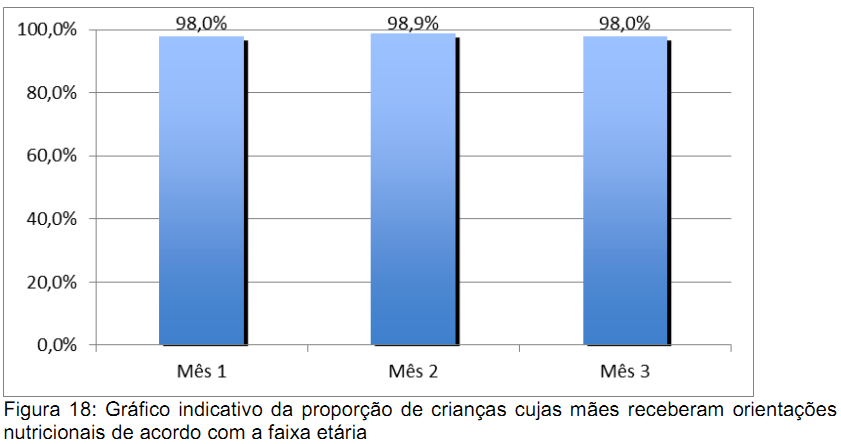 98,0% 98,9% 98,0%
100,0%
80,0%
60,0%
40,0%
20,0%
0,0%
Mês 1 Mês 2 Mês 3
Figura 18: Gráfico indicativo da proporção de crianças cujas mães receberam orientações
nutricionais de acordo com a faixa etária